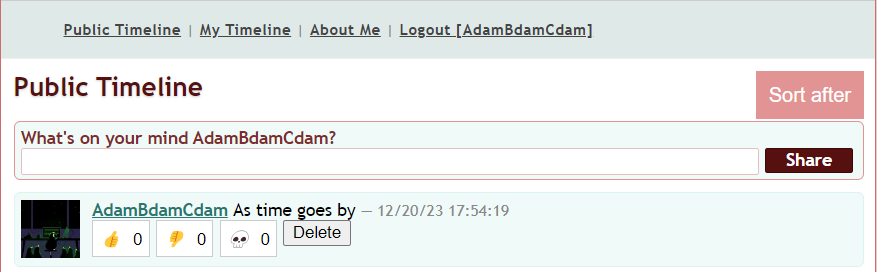 Public Timeline | My Timeline | About Me | Logout [AdamBdamCdam]
Public Timeline
Sort after
What's on your mind AdamBdamCdam?
Share
AdamBdamCdam As time goes by — 12/20/23 17:54:19
👍 0 👎 0 💀 0 Delete